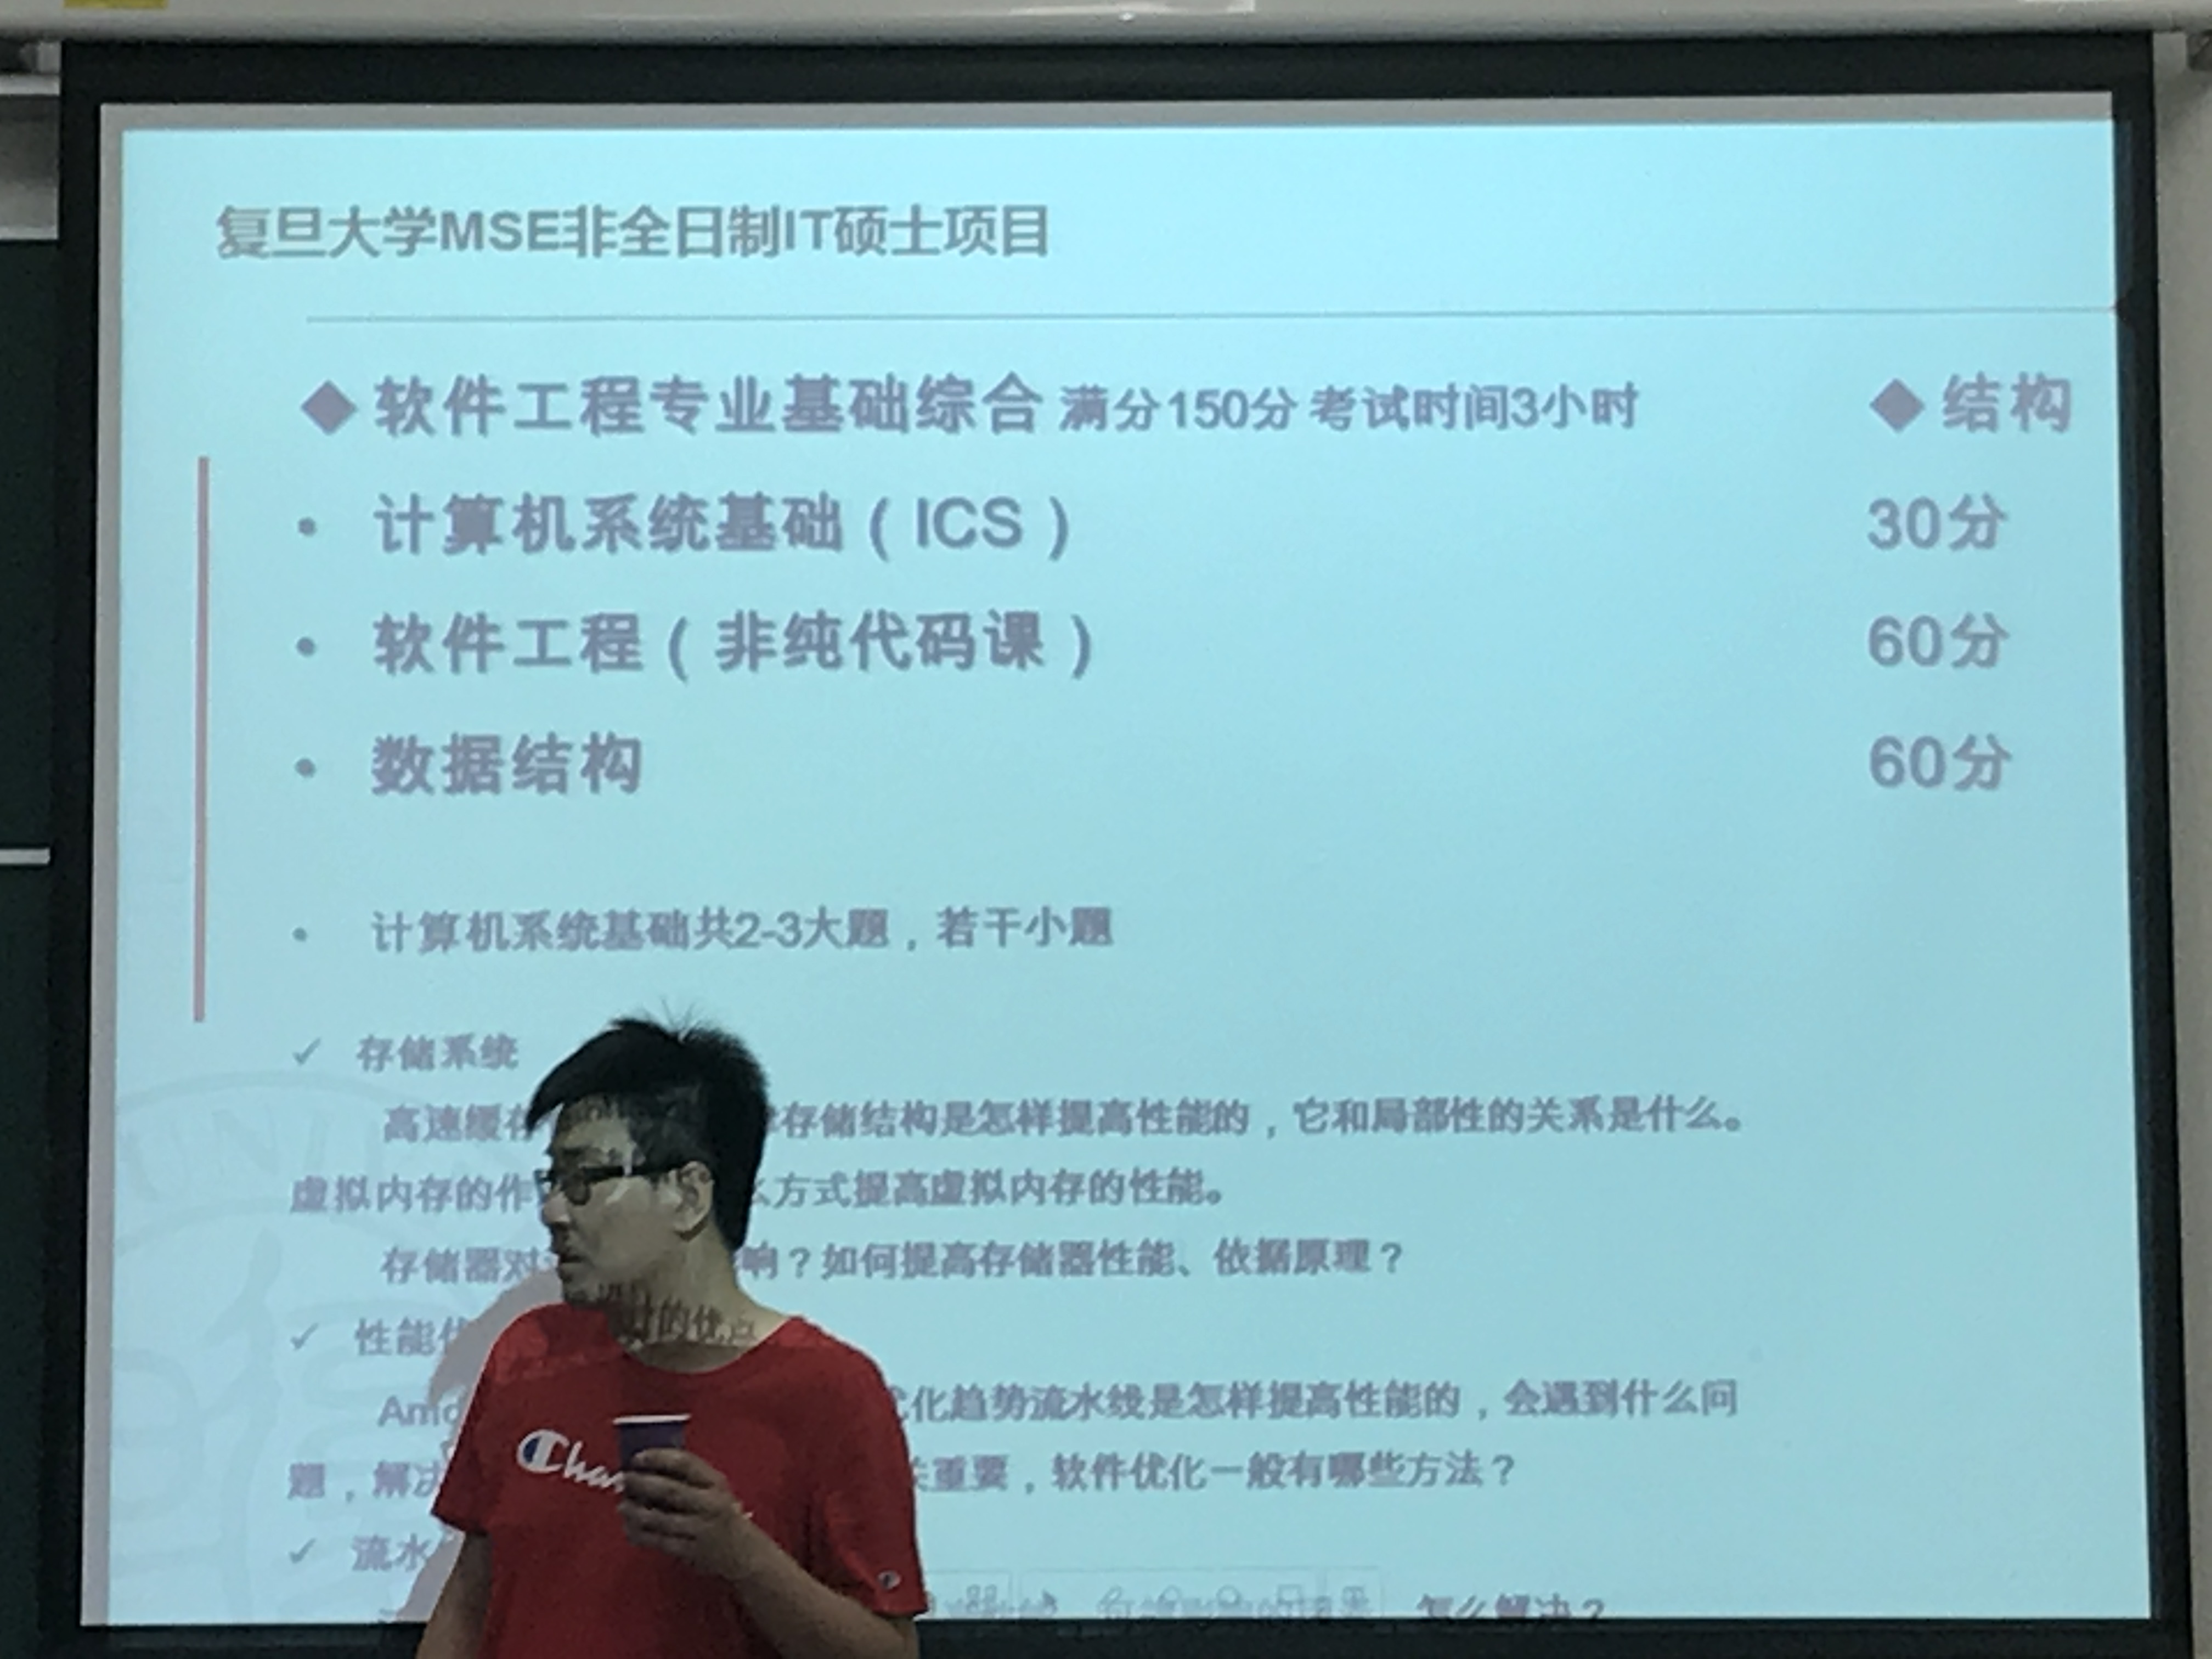 复旦大学MSE非全日制IT硕士项目
◆软件工程专业基础综合 满分150分 考试时间3小时 ◆结构
• 计算机系统基础（ICS） 30分
• 软件工程（非纯代码课） 60分
• 数据结构 60分
• 计算机系统基础共2-3大题，若干小题
✓ 存储系统
高速缓存 存储结构是怎样提高性能的，它和局部性的关系是什么。
虚拟内存的作 方式提高虚拟内存的性能。
存储器对 响？如何提高存储器性能、依据原理？
✓ 性能
时的优点
Amd 化趋势流水线是怎样提高性能的，会遇到什么问
题，解决 重要，软件优化一般有哪些方法？
✓ 流水
怎么解决？
Cha